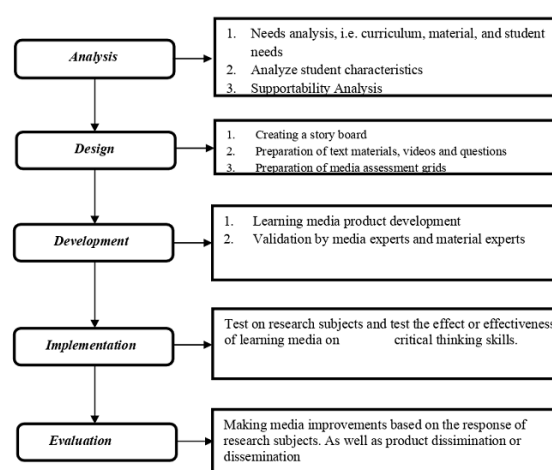 Analysis
1. Needs analysis, i.e. curriculum, material, and student
needs
2. Analyze student characteristics
3. Supportability Analysis
Design
1. Creating a story board
2. Preparation of text materials, videos and questions
3. Preparation of media assessment grids
Development
1. Learning media product development
2. Validation by media experts and material experts
Implementation
Test on research subjects and test the effect or effectiveness
of learning media on critical thinking skills.
Evaluation
Making media improvements based on the response of
research subjects. As well as product dissimination or
dissemination